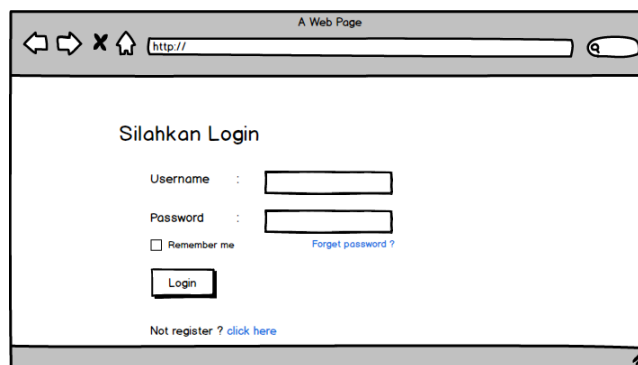 A Web Page
http://
Silahkan Login
Username :
Password :
Remember me Forget password ?
Login
Not register ? click here